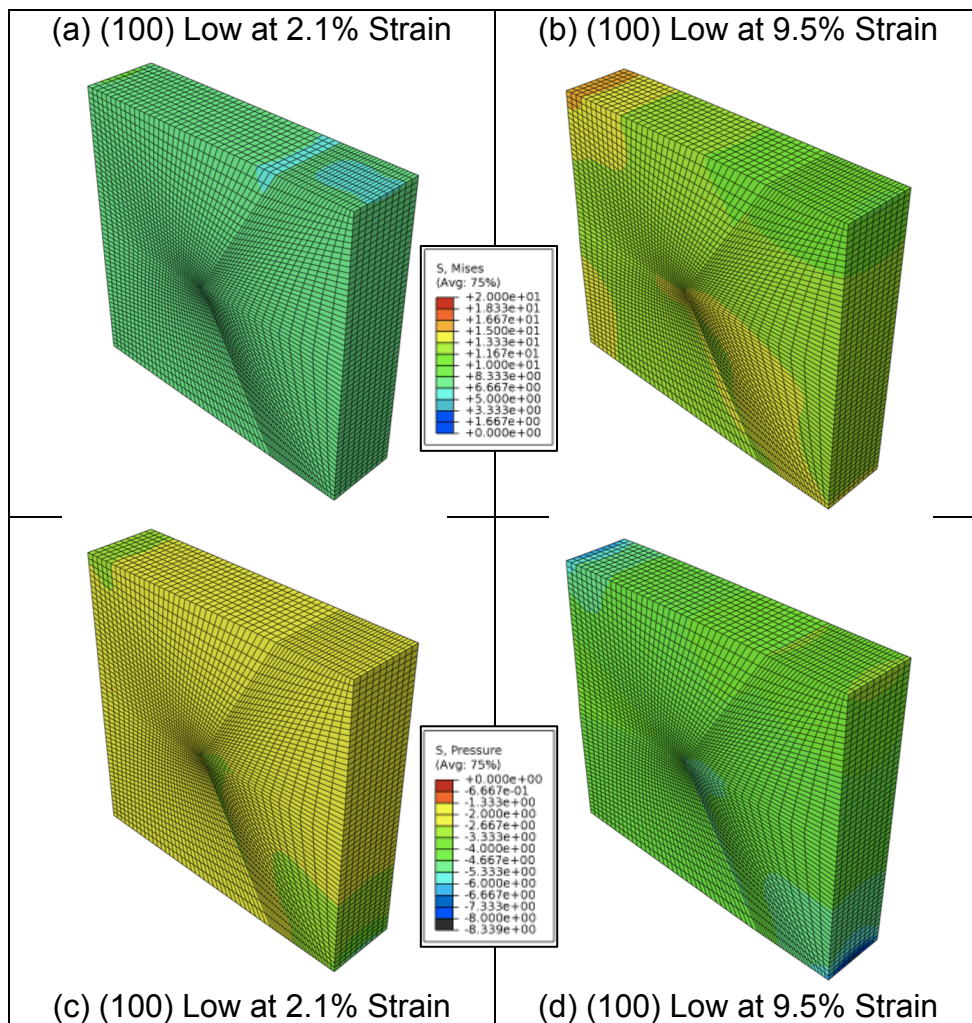 (a) (100) Low at 2.1% Strain
(b) (100) Low at 9.5% Strain
S, Mises
(Avg: 75%)
+2.000e+01
+1.833e+01
+1.667e+01
+1.500e+01
+1.333e+01
+1.167e+01
+1.000e+01
+8.333e+00
+6.667e+00
+5.000e+00
+3.333e+00
+1.667e+00
+0.000e+00
S, Pressure
(Avg: 75%)
+0.000e+00
-6.667e-01
-1.333e+00
-2.000e+00
-2.667e+00
-3.333e+00
-4.000e+00
-4.667e+00
-5.333e+00
-6.000e+00
-6.667e+00
-7.333e+00
-8.000e+00
-8.339e+00
(c) (100) Low at 2.1% Strain
(d) (100) Low at 9.5% Strain